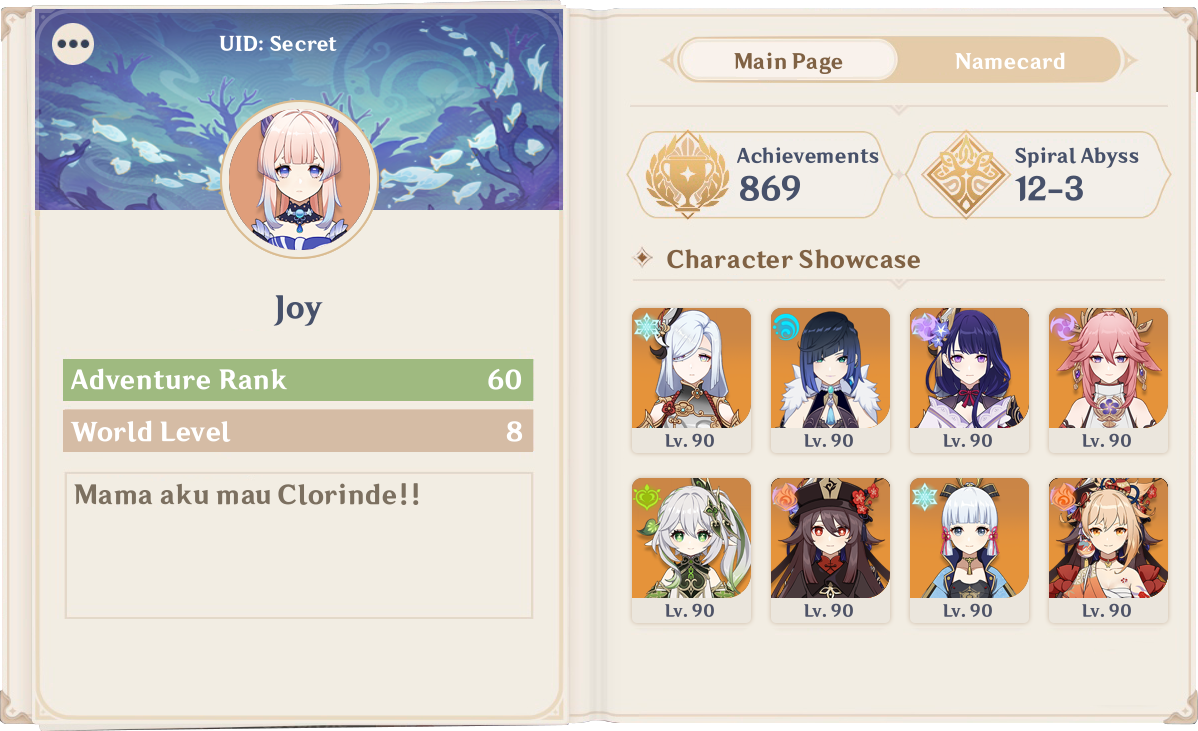 UID: Secret
Joy
Adventure Rank 60
World Level 8
Mama aku mau Clorinde!!
Main Page Namecard
Achievements
869
Spiral Abyss
12-3
Character Showcase
Lv. 90 Lv. 90 Lv. 90 Lv. 90
Lv. 90 Lv. 90 Lv. 90 Lv. 90